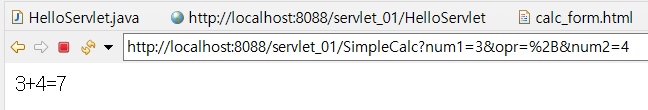 HelloServlet.java http://localhost:8088/servlet_01/HelloServlet calc_form.html
http://localhost:8088/servlet_01/SimpleCalc?num1=3&opr=%2B&num2=4
3+4=7